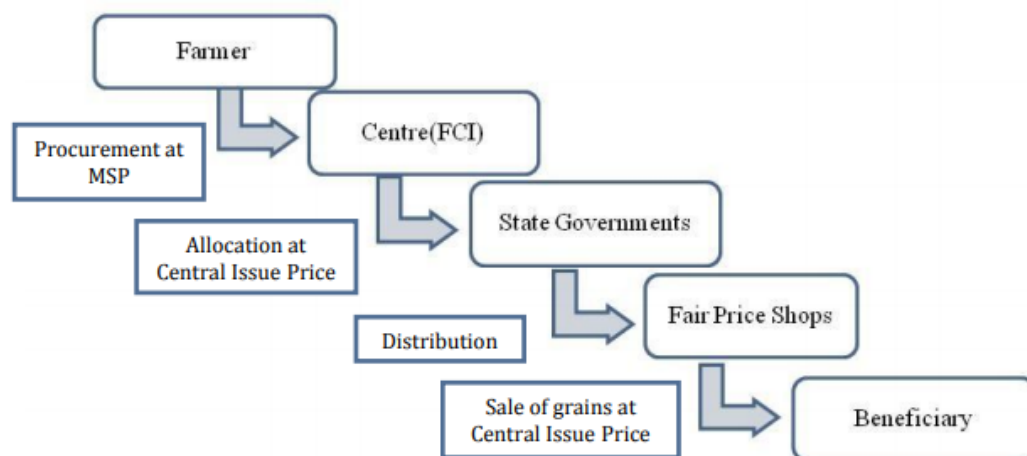 Farmer
Procurement at
MSP
Centre(FCI)
Allocation at
Central Issue Price
State Governments
Distribution
Fair Price Shops
Sale of grains at
Central Issue Price
Beneficiary